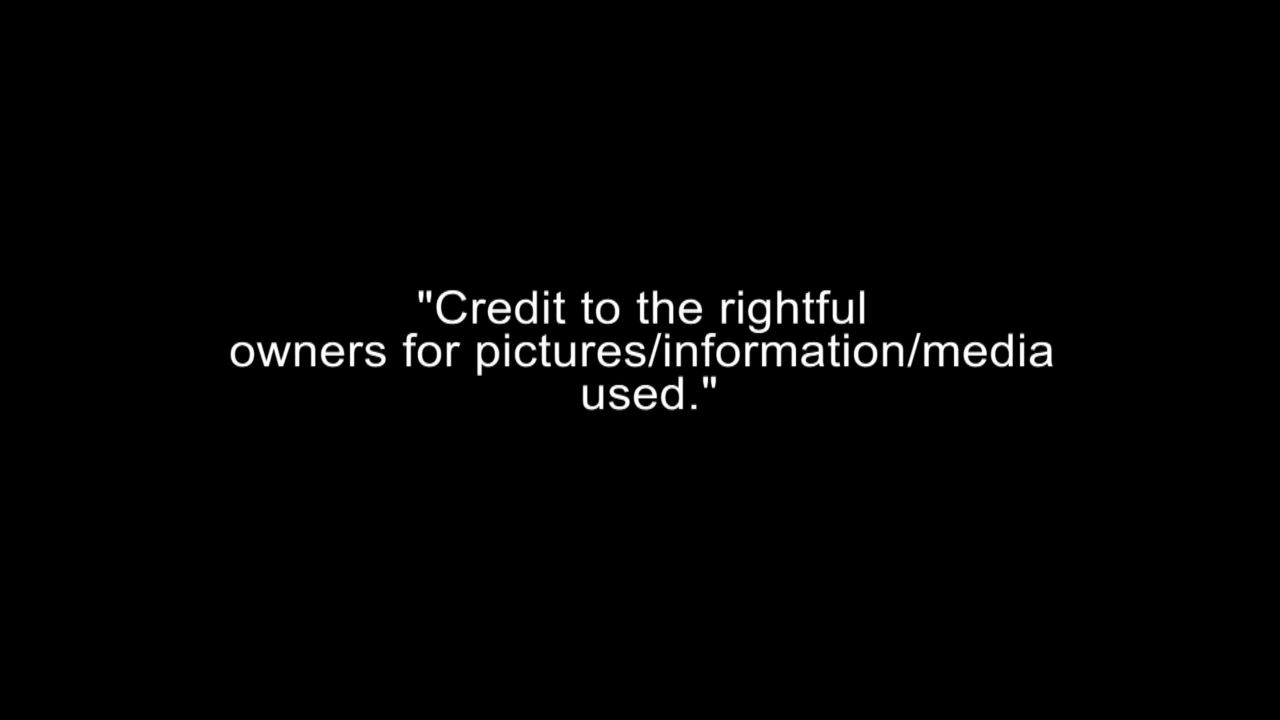 "Credit to the rightful
owners for pictures/information/media
used."